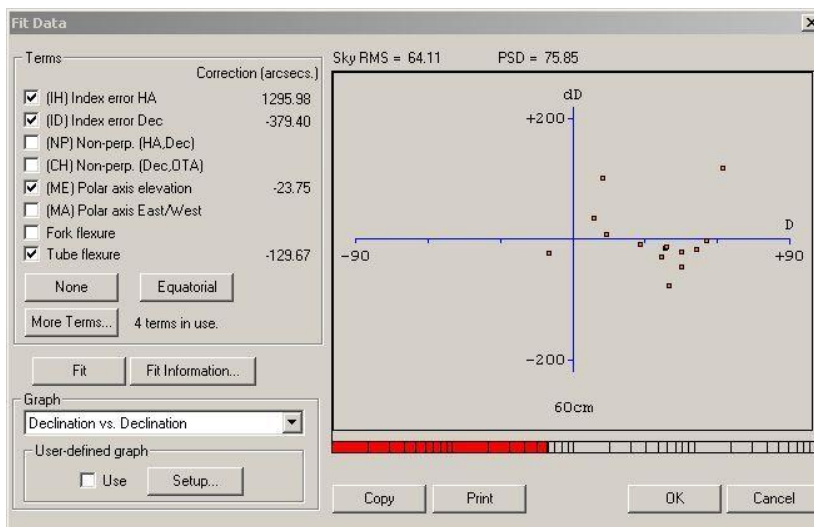 Fit Data
Terms
Correction (arcsecs.)
(IH) Index error HA 1295.98
(ID) Index error Dec -379.40
(NP) Non-perp. (HA,Dec)
(CH) Non-perp. (Dec,OTA)
(ME) Polar axis elevation -23.75
(MA) Polar axis East/West
Fork flexure
Tube flexure -129.67
None Equatorial
More Terms... 4 terms in use.
Fit Fit Information...
Graph
Declination vs. Declination
User-defined graph
Use Setup...
Sky RMS = 64.11 PSD = 75.85
dD
+200
D
-90 +90
-200
60cm
Copy Print OK Cancel